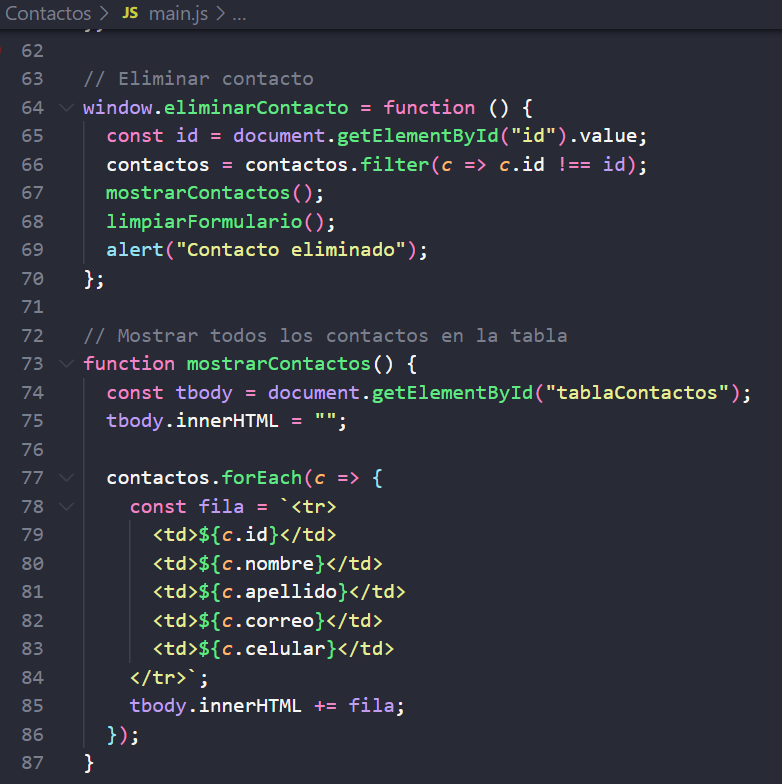 Contactos > JS main.js > ...
62
63 // Eliminar contacto
64 window.eliminarContacto = function () {
65 const id = document.getElementById("id").value;
66 contactos = contactos.filter(c => c.id !== id);
67 mostrarContactos();
68 limpiarFormulario();
69 alert("Contacto eliminado");
70 };
71
72 // Mostrar todos los contactos en la tabla
73 function mostrarContactos() {
74 const tbody = document.getElementById("tablaContactos");
75 tbody.innerHTML = "";
76
77 contactos.forEach(c => {
78 const fila = `<tr>
79 <td>${c.id}</td>
80 <td>${c.nombre}</td>
81 <td>${c.apellido}</td>
82 <td>${c.correo}</td>
83 <td>${c.celular}</td>
84 </tr>`;
85 tbody.innerHTML += fila;
86 });
87 }